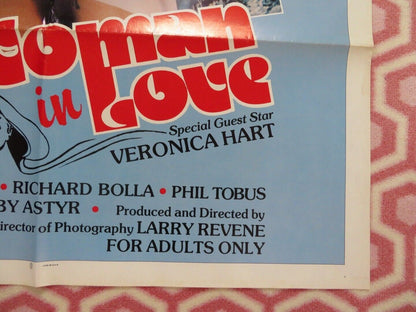 Woman
in Love
Special Guest Star
VERONICA HART
• RICHARD BOLLA • PHIL TOBUS
BY ASTYR • Produced and Directed by
irector of Photography LARRY REVENE
FOR ADULTS ONLY